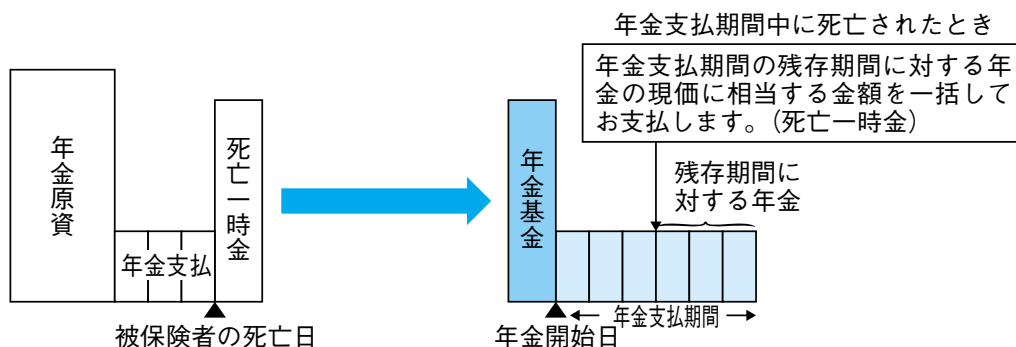 年金支払期間中に死亡されたとき
年金支払期間の残存期間に対する年
金の現価に相当する金額を一括して
お支払します。(死亡一時金)
年金原資
死亡一時金
年金支払
被保険者の死亡日
年金基金
残存期間に
対する年金
年金支払期間
年金開始日